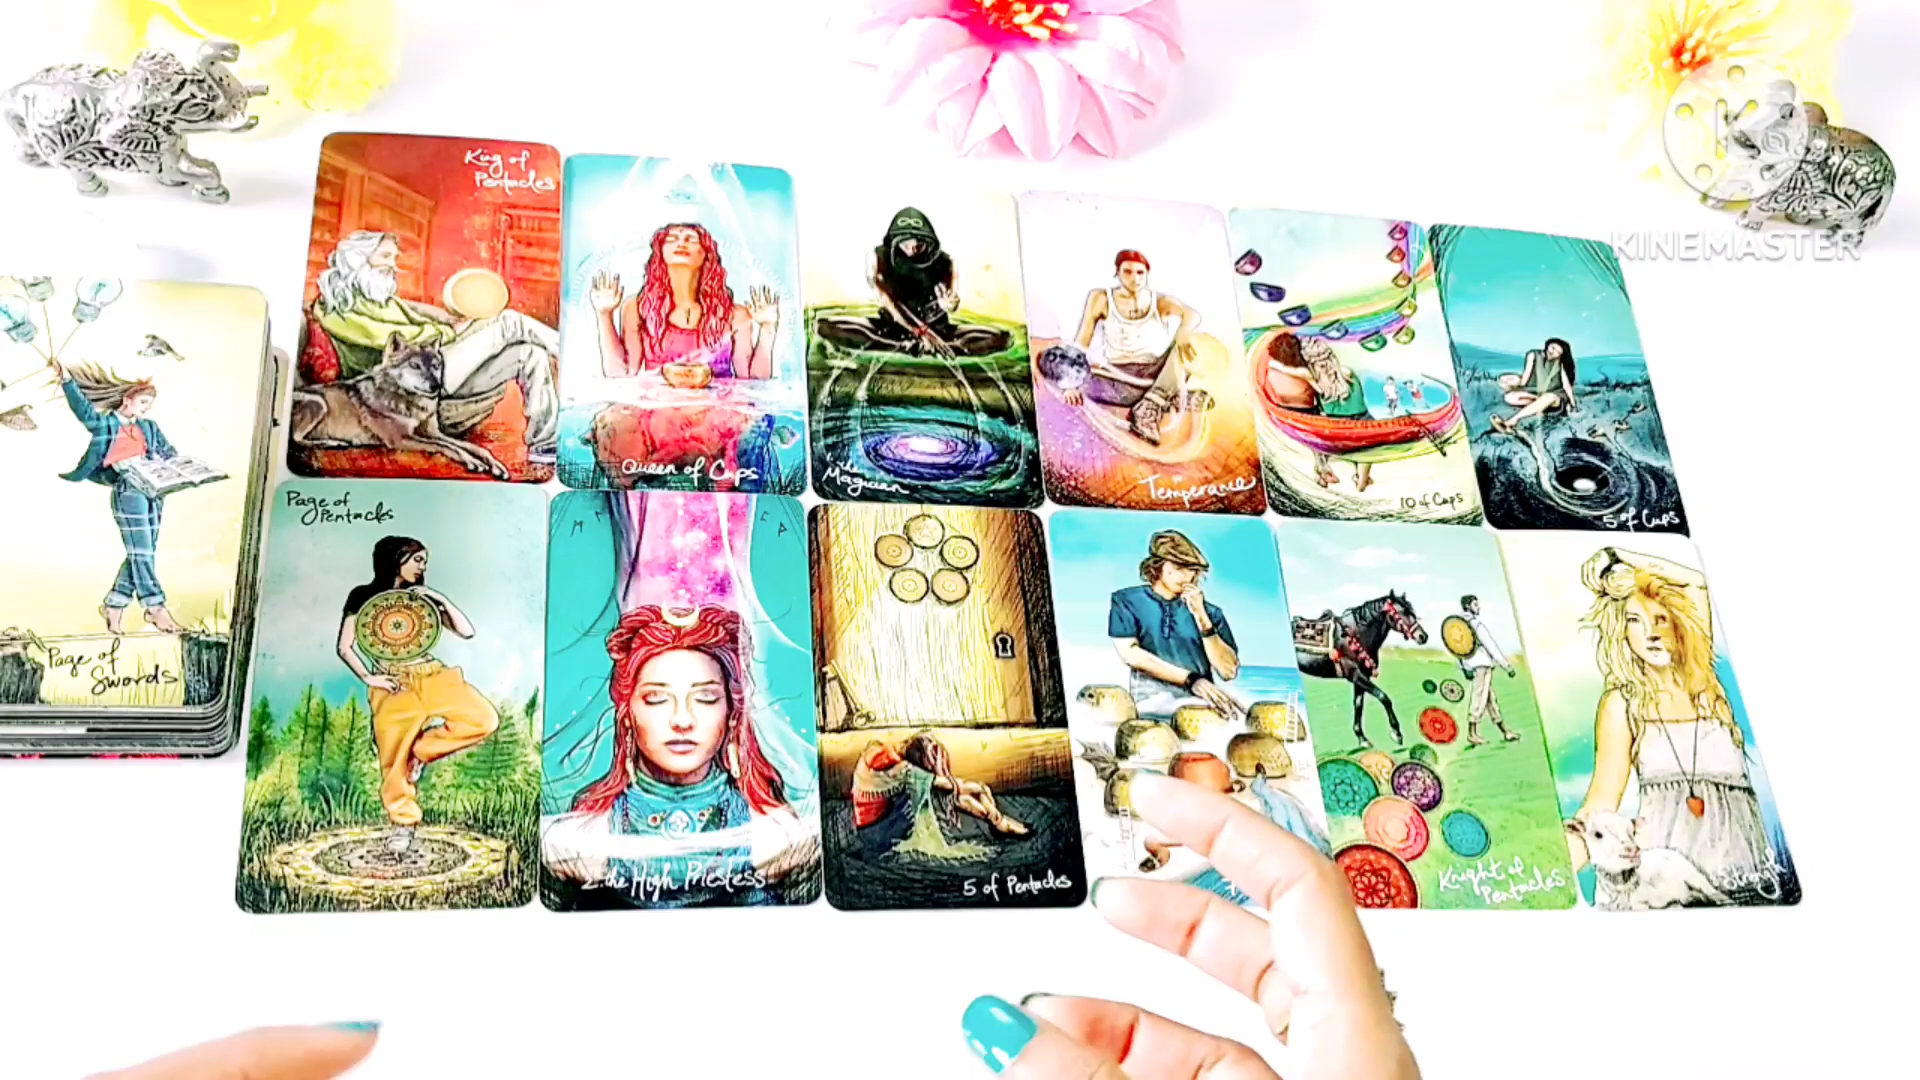 King of
Pentacles
Queen of Cups
1. the
Magician
Temperance
10 of Cups
5 of Cups
KINEMASTER
Page of
Swords
Page of
Pentacles
2. the High Priestess
5 of Pentacles
Knight of
Pentacles
Strength